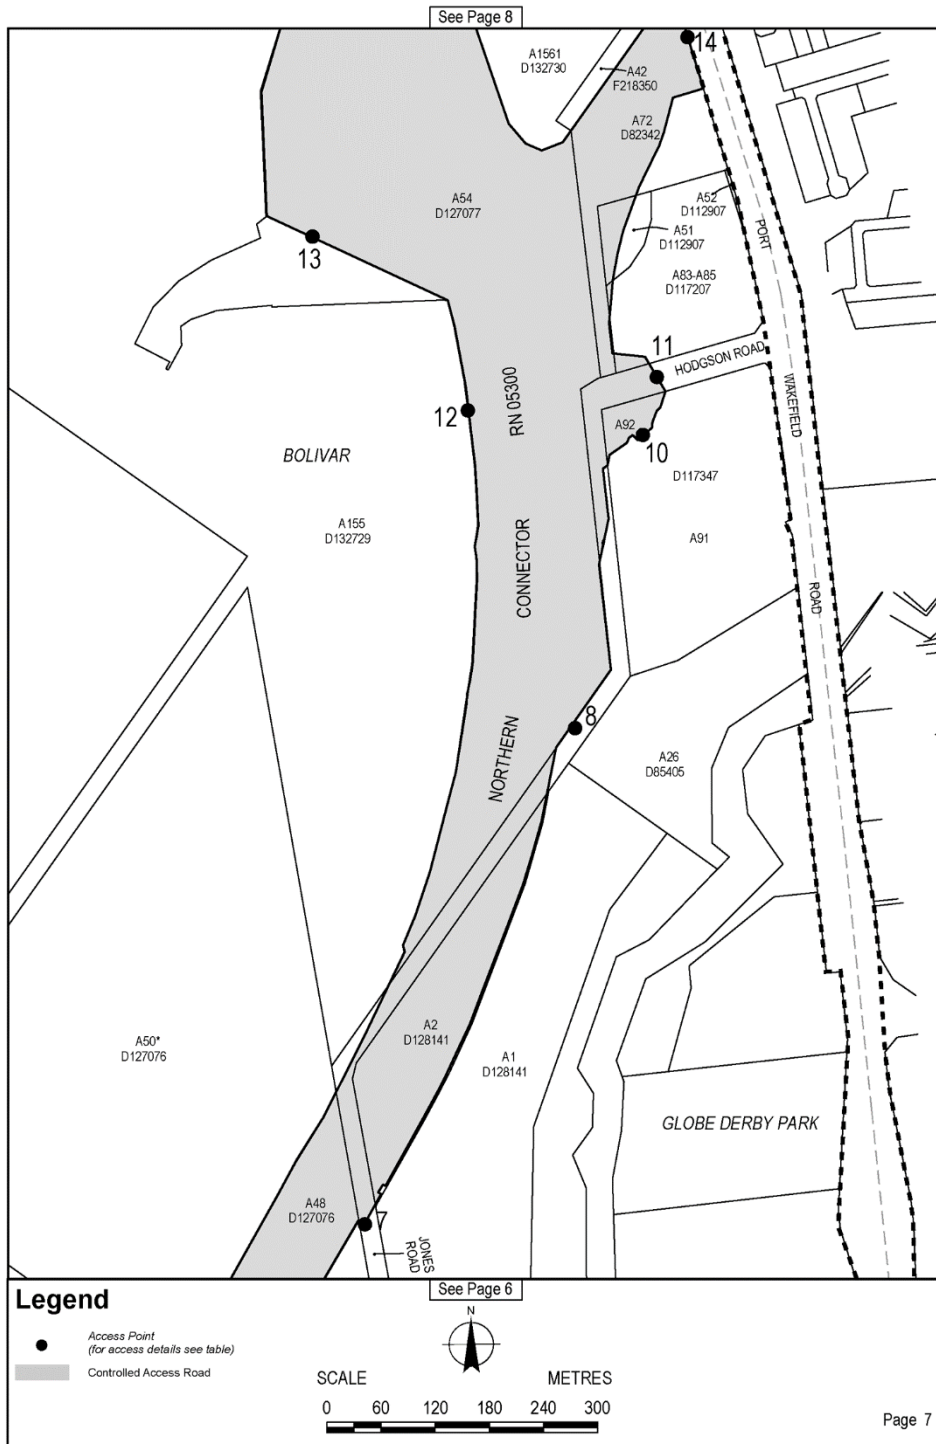 See Page 8
14
A1561
D132730
A42
F218350
A72
D82342
A54
D127077
A52
D112907
A51
D112907
PORT
13
A83-A85
D117207
11
HODGSON ROAD
RN 05300
WAKEFIELD
12
A92
10
BOLIVAR
D117347
A155
D132729
CONNECTOR
A91
ROAD
8
NORTHERN
A26
D85405
A2
D128141
A50*
D127076
A1
D128141
GLOBE DERBY PARK
A48
D127076
7
JONES
ROAD
See Page 6
Legend
Access Point
(for access details see table)
Controlled Access Road
N
SCALE METRES
0 60 120 180 240 300
Page 7